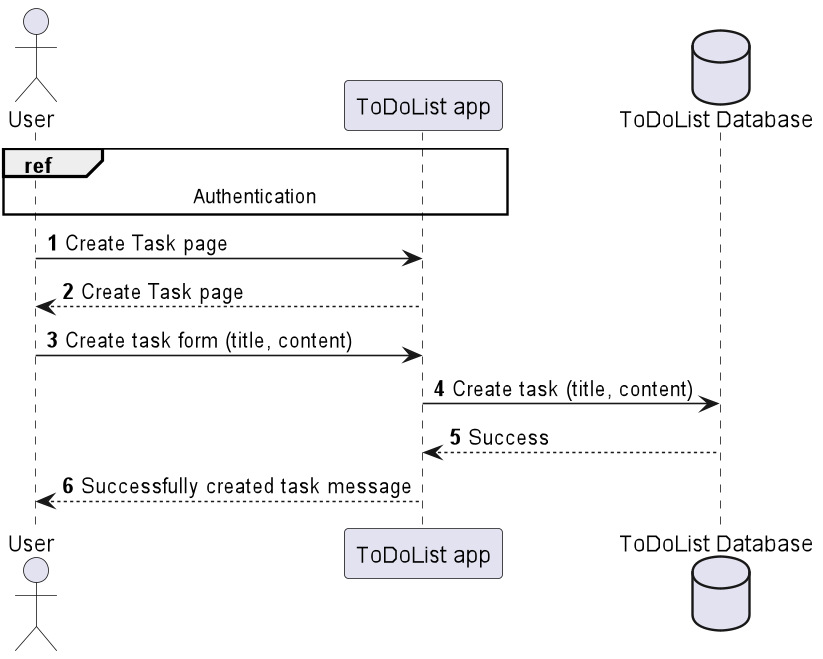 User
ToDoList app
ToDoList Database
ref
Authentication
1 Create Task page
2 Create Task page
3 Create task form (title, content)
4 Create task (title, content)
5 Success
6 Successfully created task message
User
ToDoList app
ToDoList Database